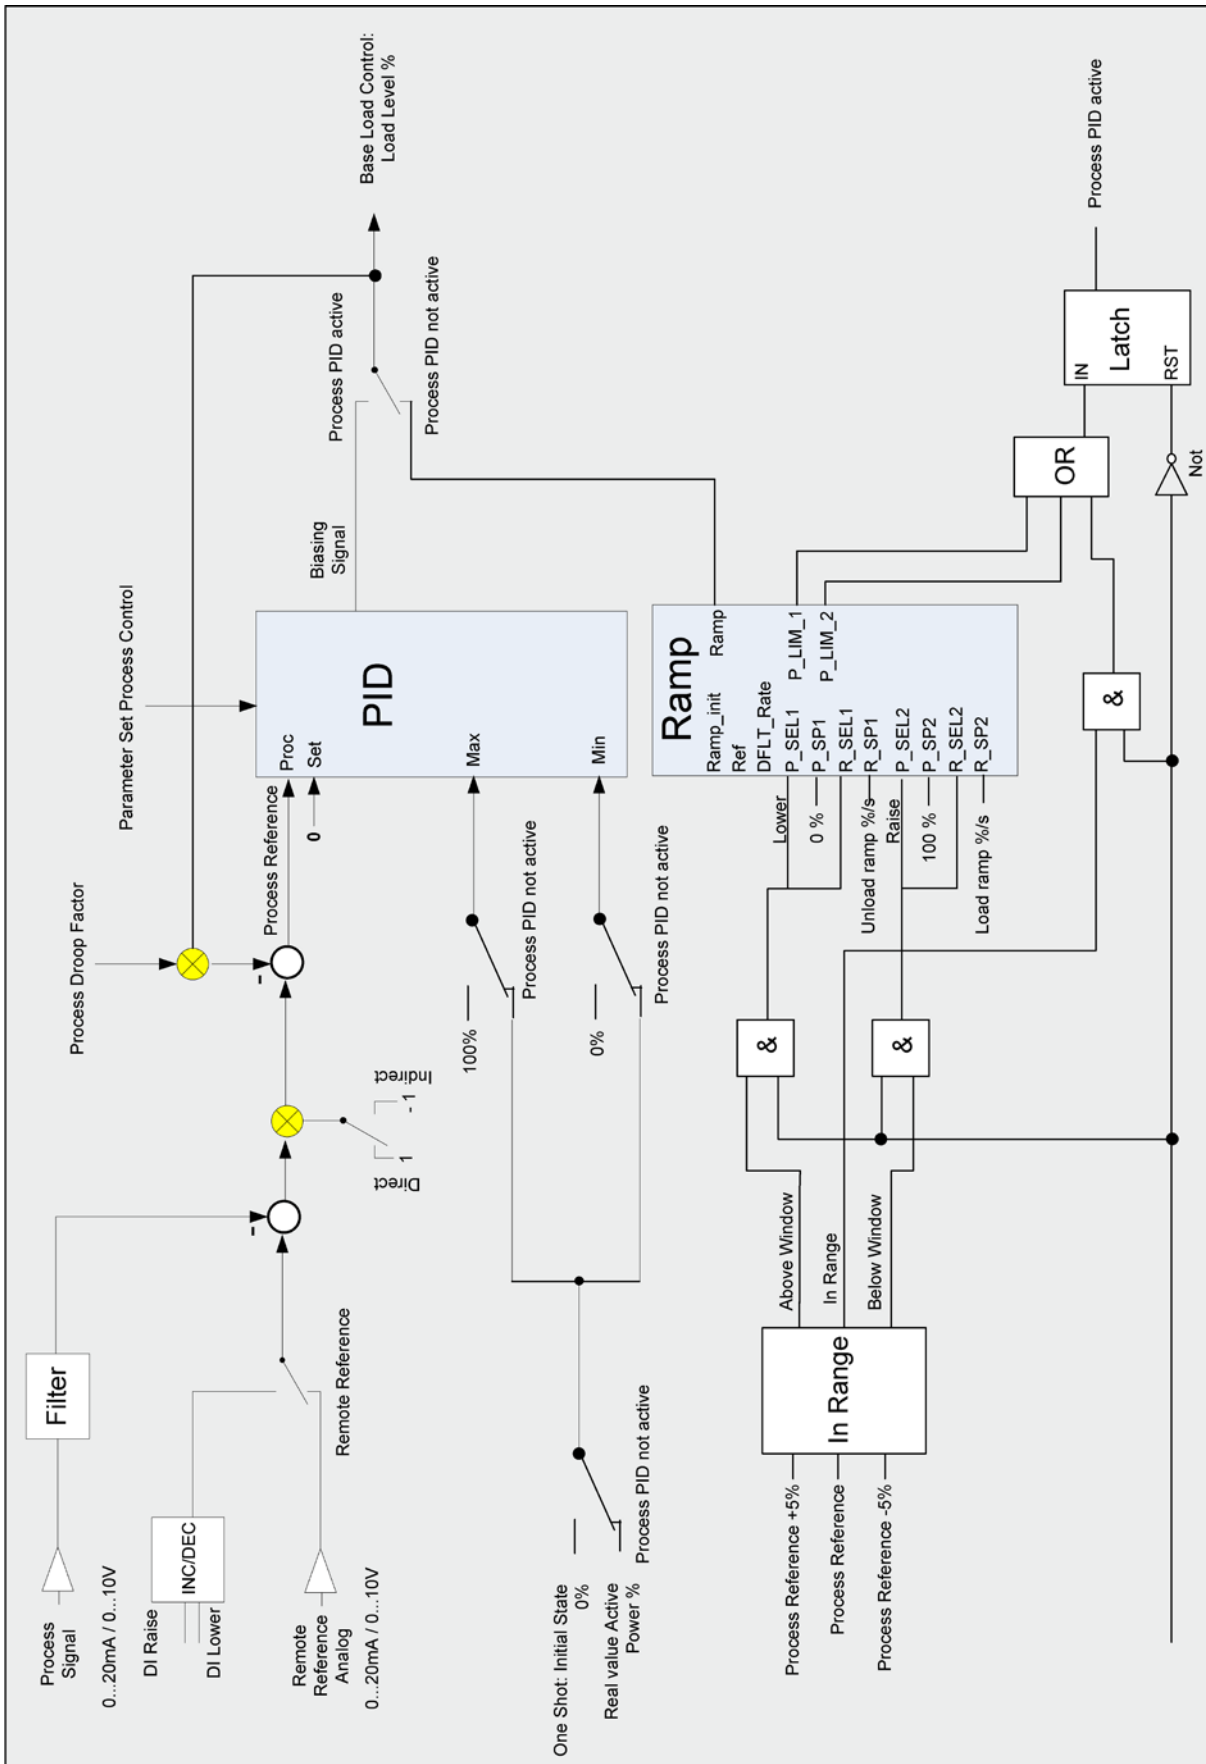 Process
Signal
0...20mA / 0...10V
Filter
DI Raise
DI Lower
INC/DEC
Remote
Reference
Analog
0...20mA / 0...10V
Remote Reference
-
Direct
1
- 1
Indirect
Process Droop Factor
-
Process Reference
0
Parameter Set Process Control
Proc
Set
PID
Max
Min
Biasing
Signal
Process PID active
Process PID not active
Base Load Control:
Load Level %
100%
Process PID not active
0%
Process PID not active
One Shot: Initial State
0%
Real value Active
Power %
Process PID not active
Ramp
Ramp_init
Ramp
Ref
DFLT_Rate
P_SEL1
P_LIM_1
P_SP1
P_LIM_2
R_SEL1
R_SP1
P_SEL2
P_SP2
R_SEL2
R_SP2
Lower
0 %
Unload ramp %/s
Raise
100 %
Load ramp %/s
&
&
&
Process Reference +5%
Process Reference
Process Reference -5%
In Range
Above Window
In Range
Below Window
OR
Not
IN
Latch
RST
Process PID active